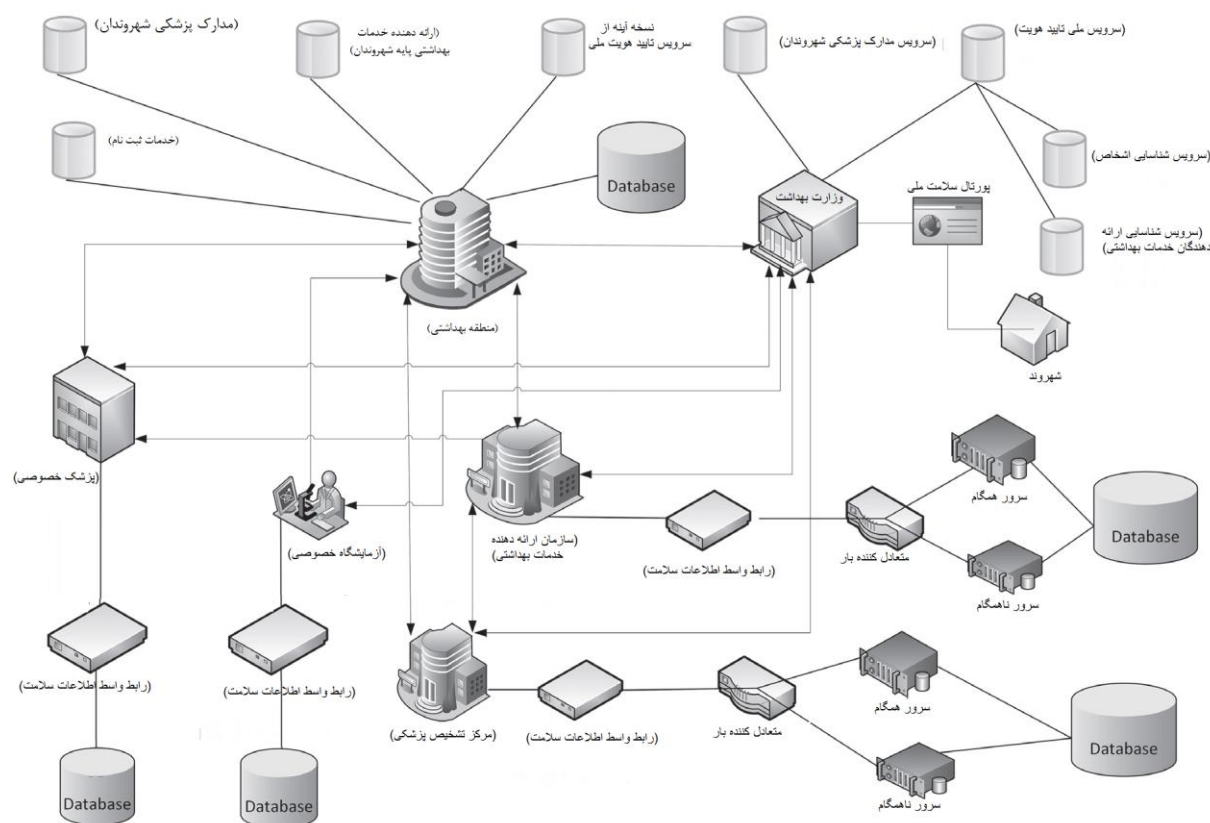 (مدارک پزشکی شهروندان)
(ارائه دهنده خدمات
بهداشتی پایه شهروندان)
نسخه آینه از
سرویس تایید هویت ملی
(سرویس مدارک پزشکی شهروندان)
(سرویس ملی تایید هویت)
(خدمات ثبت نام)
Database
(سرویس شناسایی اشخاص)
وزارت بهداشت
پورتال سلامت ملی
(سرویس شناسایی ارائه
دهندگان خدمات بهداشتی)
(منطقه بهداشتی)
شهروند
(پزشک خصوصی)
(آزمایشگاه خصوصی)
(سازمان ارائه دهنده
خدمات بهداشتی)
(رابط واسط اطلاعات سلامت)
متعادل کننده بار
سرور همگام
سرور ناهمگام
Database
(رابط واسط اطلاعات سلامت)
(رابط واسط اطلاعات سلامت)
(مرکز تشخیص پزشکی)
(رابط واسط اطلاعات سلامت)
متعادل کننده بار
سرور همگام
سرور ناهمگام
Database
Database
Database